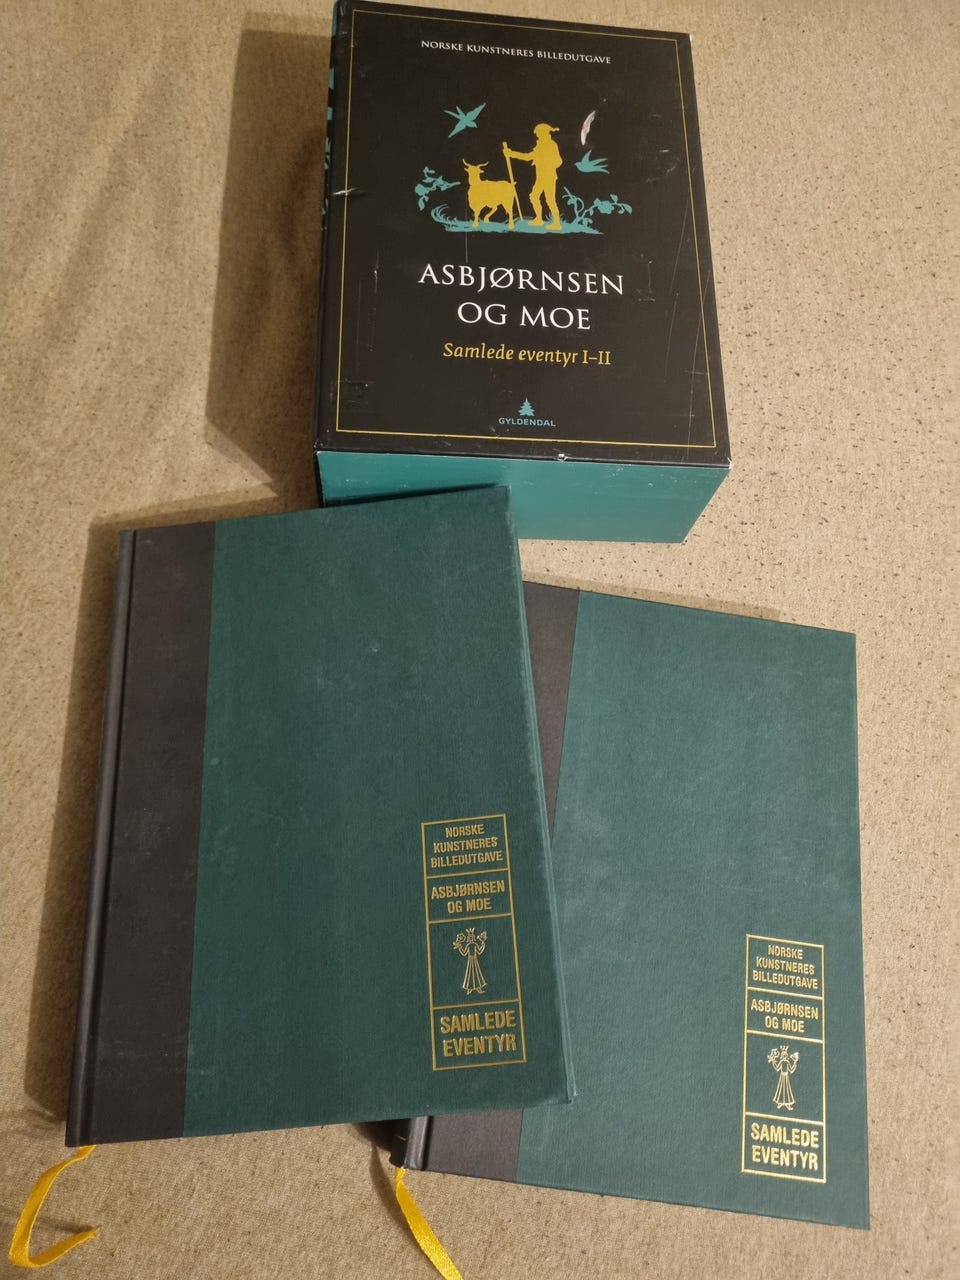 NORSKE KUNSTNERES BILLEDUTGAVE
ASBJØRNSEN
OG MOE
Samlede eventyr I–II
GYLDENDAL
NORSKE
KUNSTNERES
BILLEDUTGAVE
ASBJØRNSEN
OG MOE
SAMLEDE
EVENTYR
NORSKE
KUNSTNERES
BILLEDUTGAVE
ASBJØRNSEN
OG MOE
SAMLEDE
EVENTYR